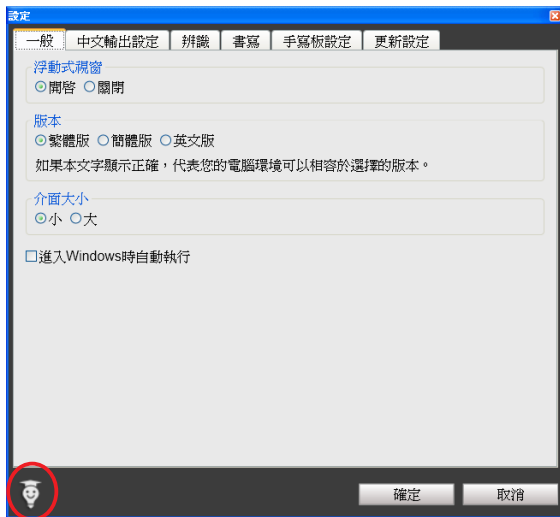 設定
一般 中文輸出設定 辨識 書寫 手寫板設定 更新設定
浮動式視窗
開啓 關閉
版本
繁體版 簡體版 英文版
如果本文字顯示正確，代表您的電腦環境可以相容於選擇的版本。
介面大小
小 大
進入Windows時自動執行
確定 取消